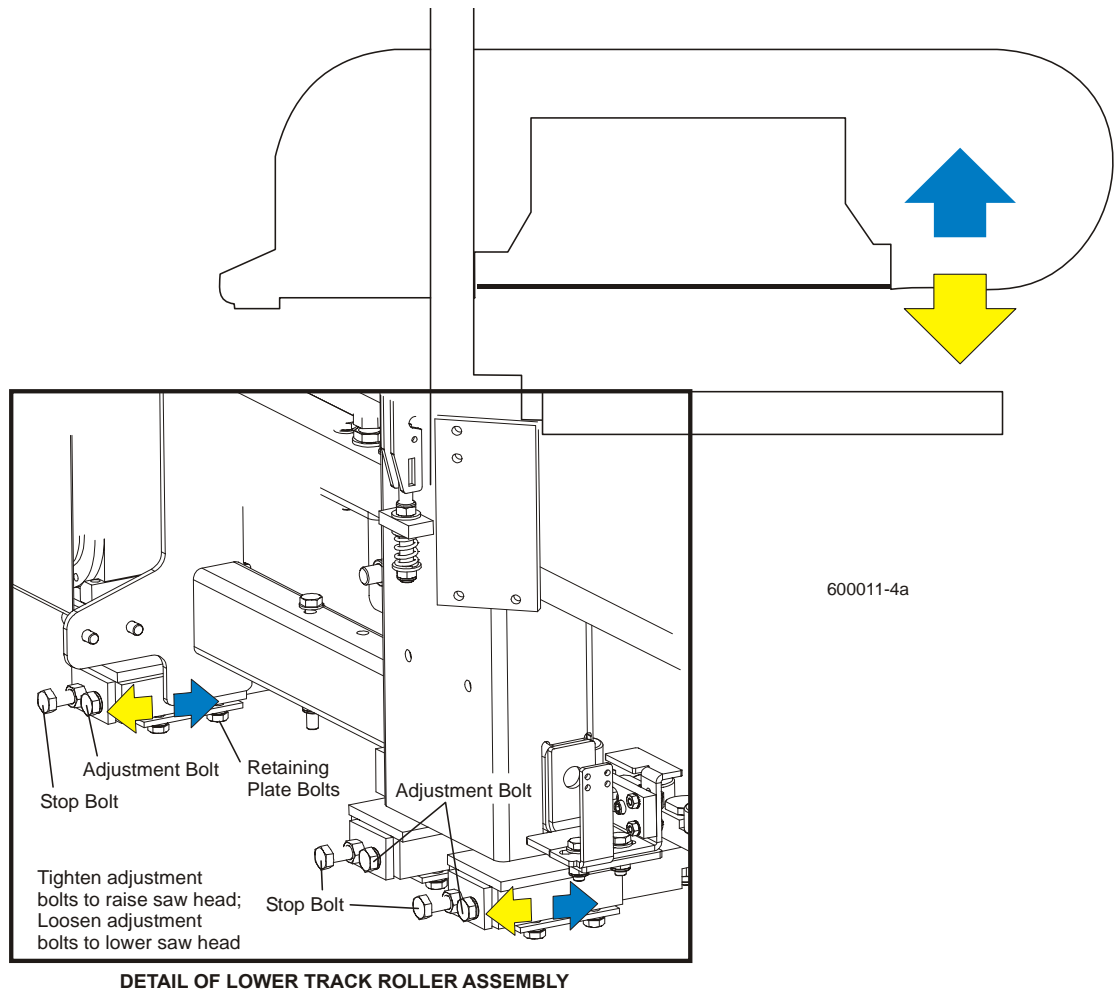 600011-4a
Adjustment Bolt
Stop Bolt
Retaining
Plate Bolts
Adjustment Bolt
Stop Bolt
Tighten adjustment
bolts to raise saw head;
Loosen adjustment
bolts to lower saw head
DETAIL OF LOWER TRACK ROLLER ASSEMBLY